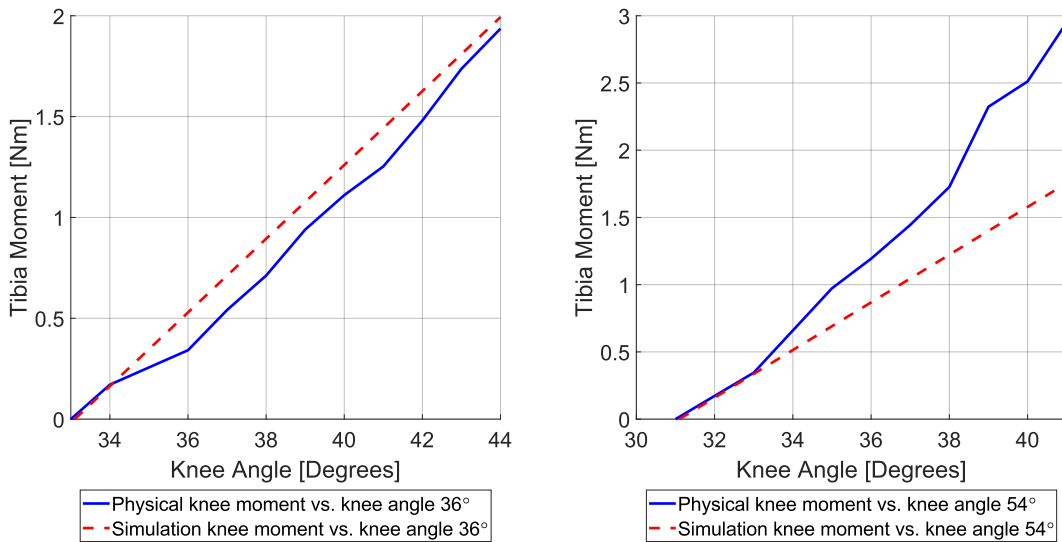 2
1.5
1
0.5
0
Tibia Moment [Nm]
34 36 38 40 42 44
Knee Angle [Degrees]
Physical knee moment vs. knee angle 36°
Simulation knee moment vs. knee angle 36°
3
2.5
2
1.5
1
0.5
0
Tibia Moment [Nm]
30 32 34 36 38 40
Knee Angle [Degrees]
Physical knee moment vs. knee angle 54°
Simulation knee moment vs. knee angle 54°